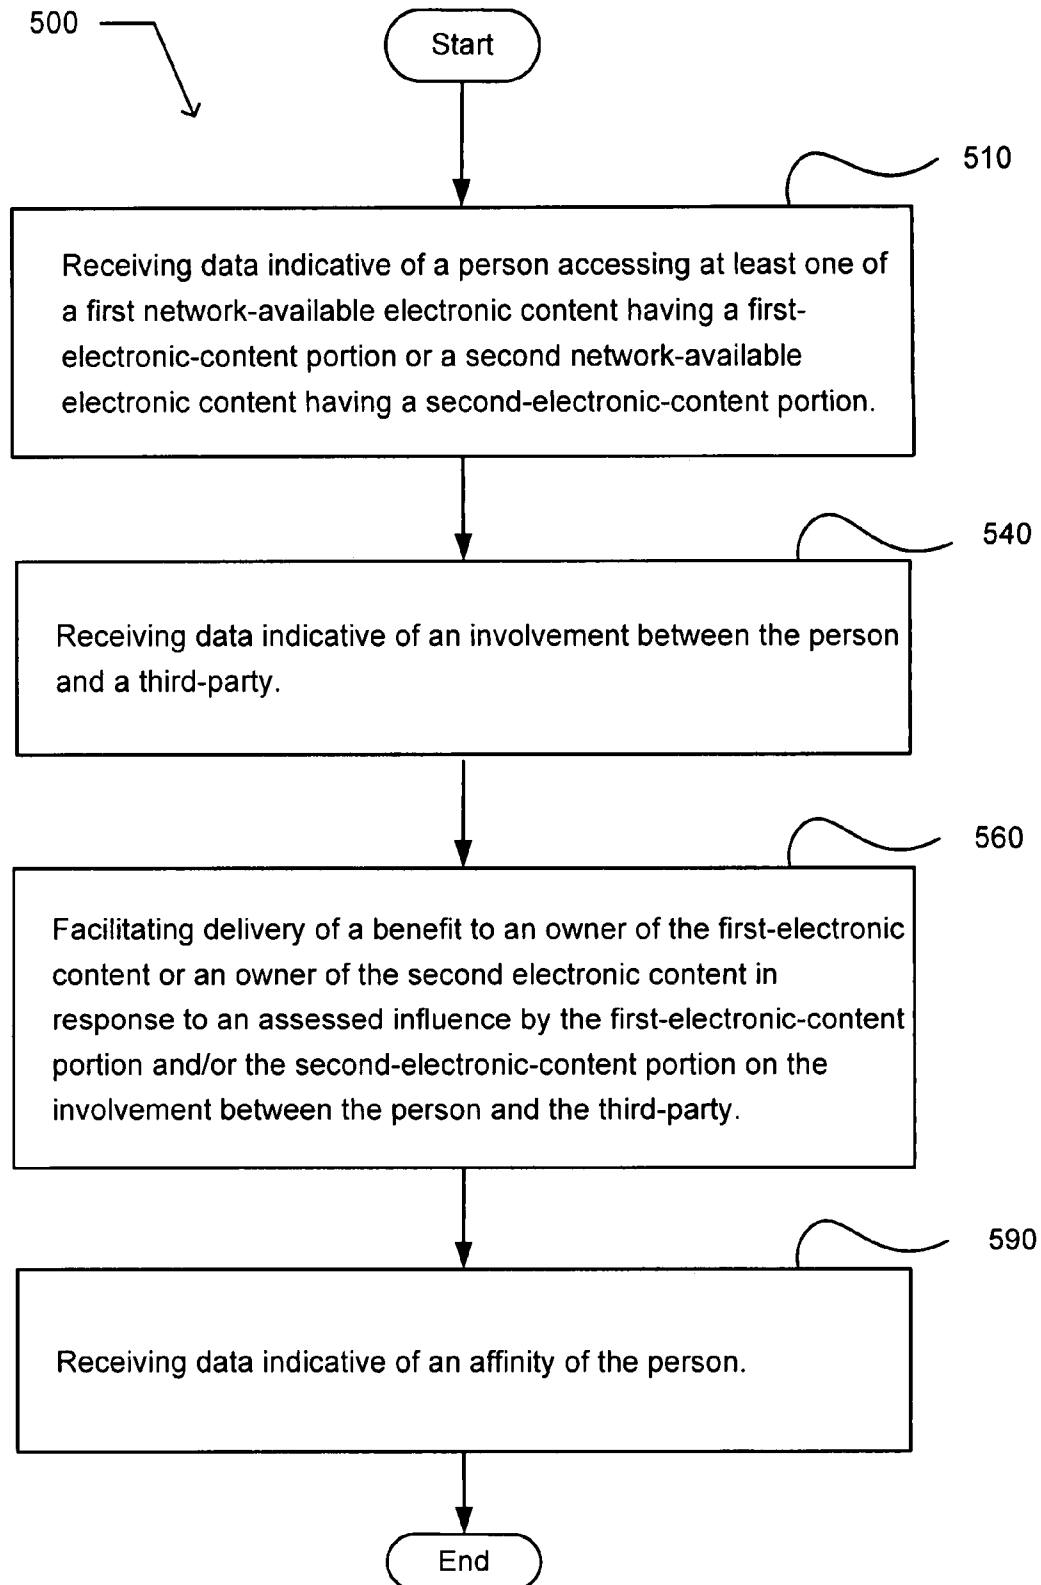 500
Start
510
Receiving data indicative of a person accessing at least one of
a first network-available electronic content having a first-
electronic-content portion or a second network-available
electronic content having a second-electronic-content portion.
540
Receiving data indicative of an involvement between the person
and a third-party.
560
Facilitating delivery of a benefit to an owner of the first-electronic
content or an owner of the second electronic content in
response to an assessed influence by the first-electronic-content
portion and/or the second-electronic-content portion on the
involvement between the person and the third-party.
590
Receiving data indicative of an affinity of the person.
End